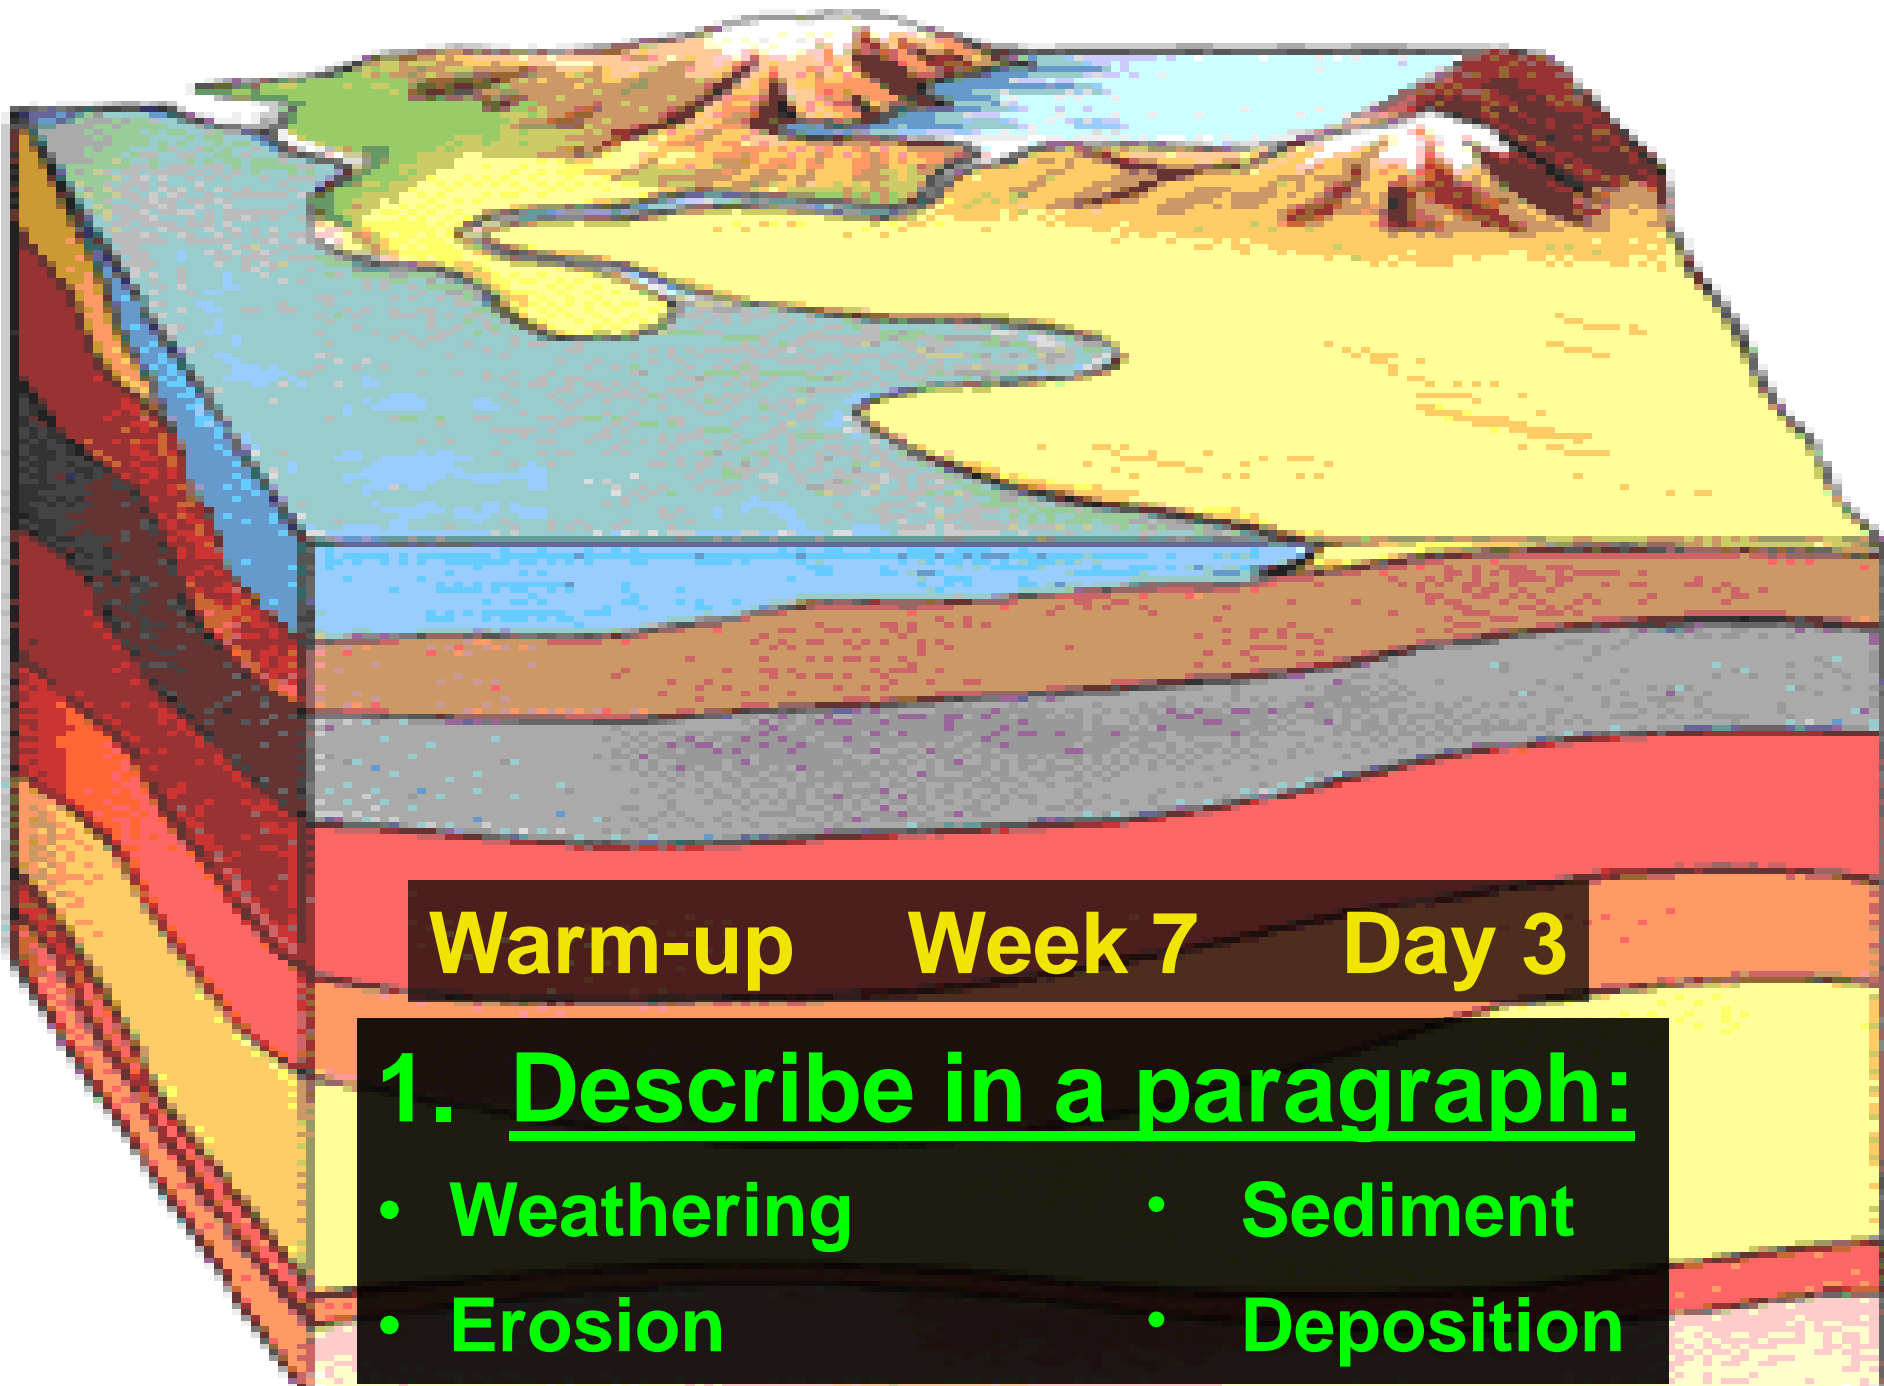 Warm-up Week 7 Day 3
1. Describe in a paragraph:
• Weathering • Sediment
• Erosion • Deposition